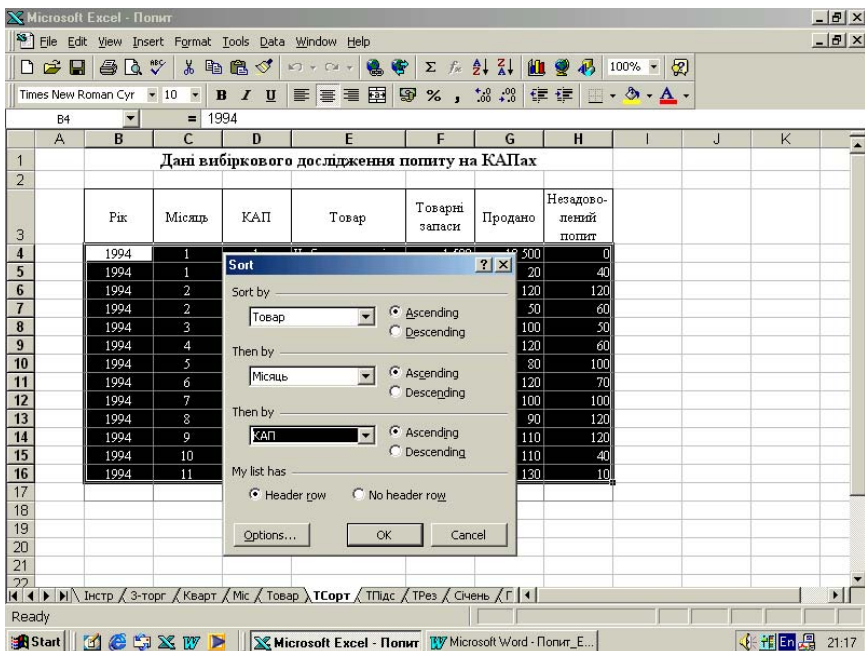 Microsoft Excel - Попит
File Edit View Insert Format Tools Data Window Help
100%
Times New Roman Cyr 10 B I U
B4 = 1994
A B C D E F G H I J K
1 Дані вибіркового дослідження попиту на КАПах
2
3 Рік Місяць КАП Товар Товарні запаси Продано Незадово-лений попит
4 1994 1 500 0
5 1994 1 20 40
6 1994 2 120 120
7 1994 2 50 60
8 1994 3 100 50
9 1994 4 120 60
10 1994 5 80 100
11 1994 6 120 70
12 1994 7 100 100
13 1994 8 90 120
14 1994 9 110 120
15 1994 10 110 40
16 1994 11 130 10
17
18
19
20
21
22
Sort
Sort by
Товар Ascending
Descending
Then by
Місяць Ascending
Descending
Then by
КАП Ascending
Descending
My list has
Header row No header row
Options... OK Cancel
Інстр 3-торг Кварт Міс Товар ТСорт ТПідс ТРез Січень Г
Ready
Start Microsoft Excel - Попит Microsoft Word - Попит_Е... En 21:17